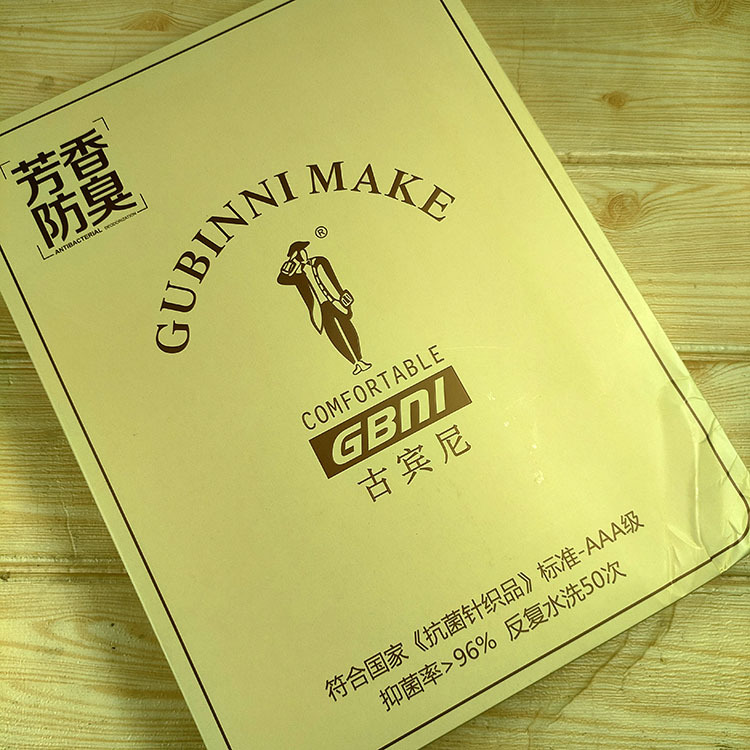 芳香
防臭
ANTIBACTERIAL DEODORIZATION
GUBINNI MAKE
®
COMFORTABLE
GBNI
古宾尼
符合国家《抗菌针织品》标准-AAA级
抑菌率>96% 反复水洗50次